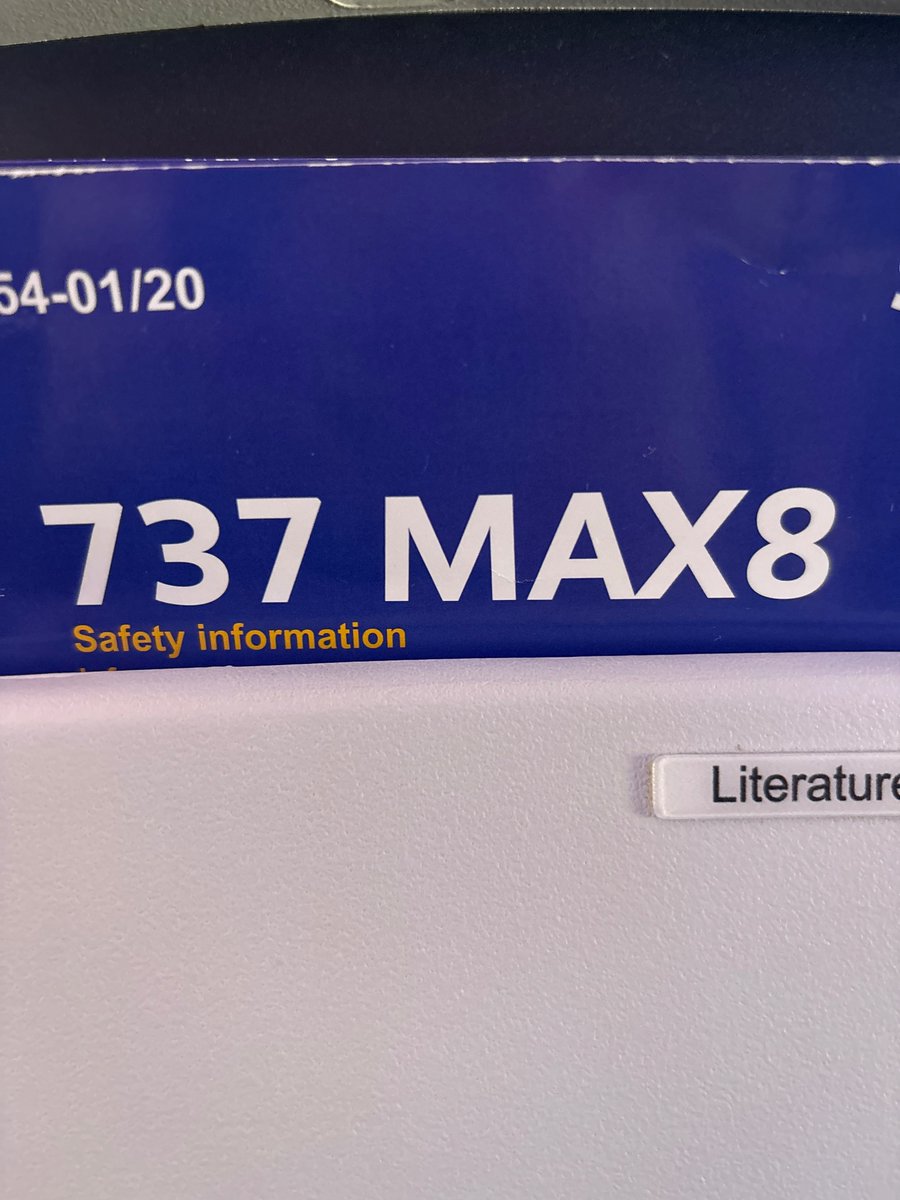 54-01/20
737 MAX8
Safety information
Literature